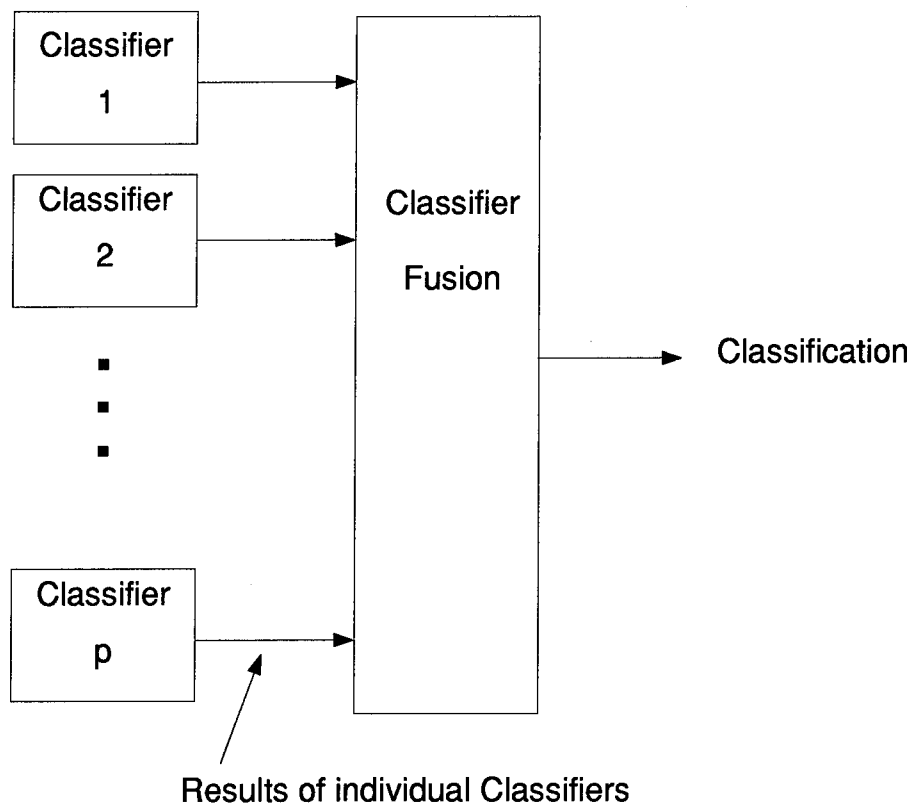 Classifier
1
Classifier
2
Classifier
p
Classifier
Fusion
Classification
Results of individual Classifiers